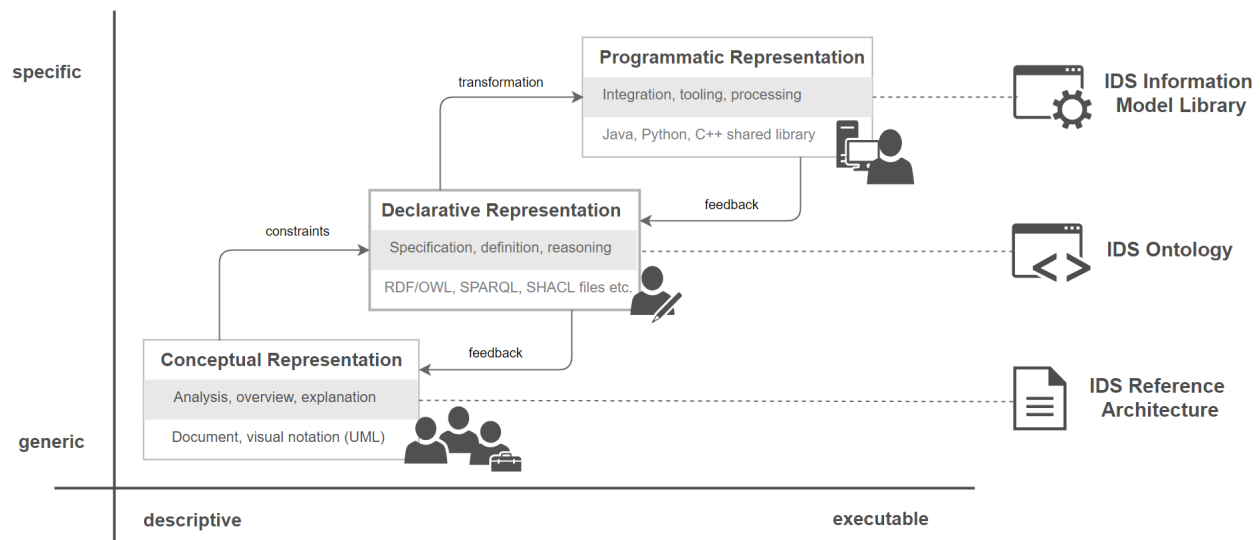 specific
Programmatic Representation
Integration, tooling, processing
Java, Python, C++ shared library
transformation
IDS Information
Model Library
Declarative Representation
Specification, definition, reasoning
RDF/OWL, SPARQL, SHACL files etc.
constraints
feedback
IDS Ontology
Conceptual Representation
Analysis, overview, explanation
Document, visual notation (UML)
feedback
IDS Reference
Architecture
generic
descriptive
executable